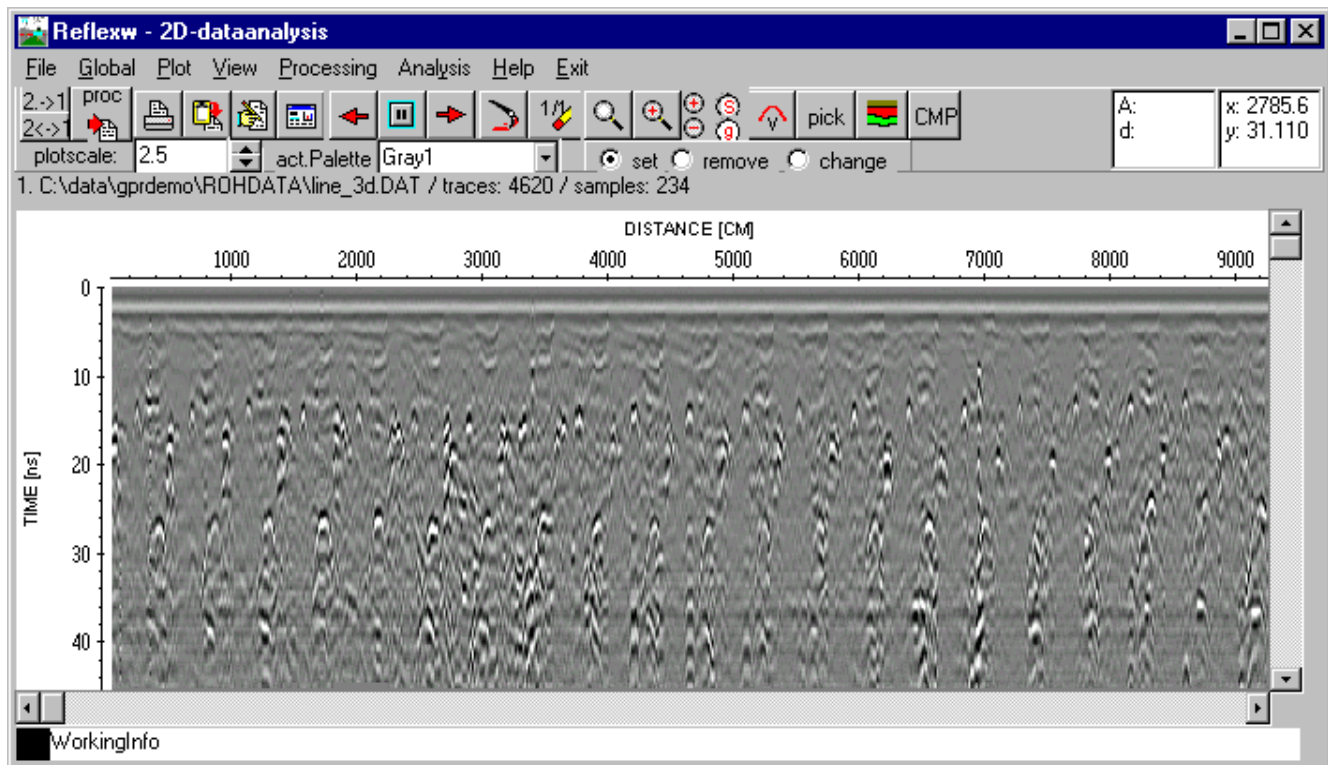 Reflexw - 2D-dataanalysis
File Global Plot View Processing Analysis Help Exit
2.->1 proc 1/1 + + S pick CMP A: x: 2785.6
2<->1 - g v d: y: 31.110
plotscale: 2.5 act.Palette Gray1 set remove change
1. C:\data\gprdemo\ROHDATA\line_3d.DAT / traces: 4620 / samples: 234
DISTANCE [CM]
1000 2000 3000 4000 5000 6000 7000 8000 9000
0
10
20
30
40
TIME [ns]
WorkingInfo